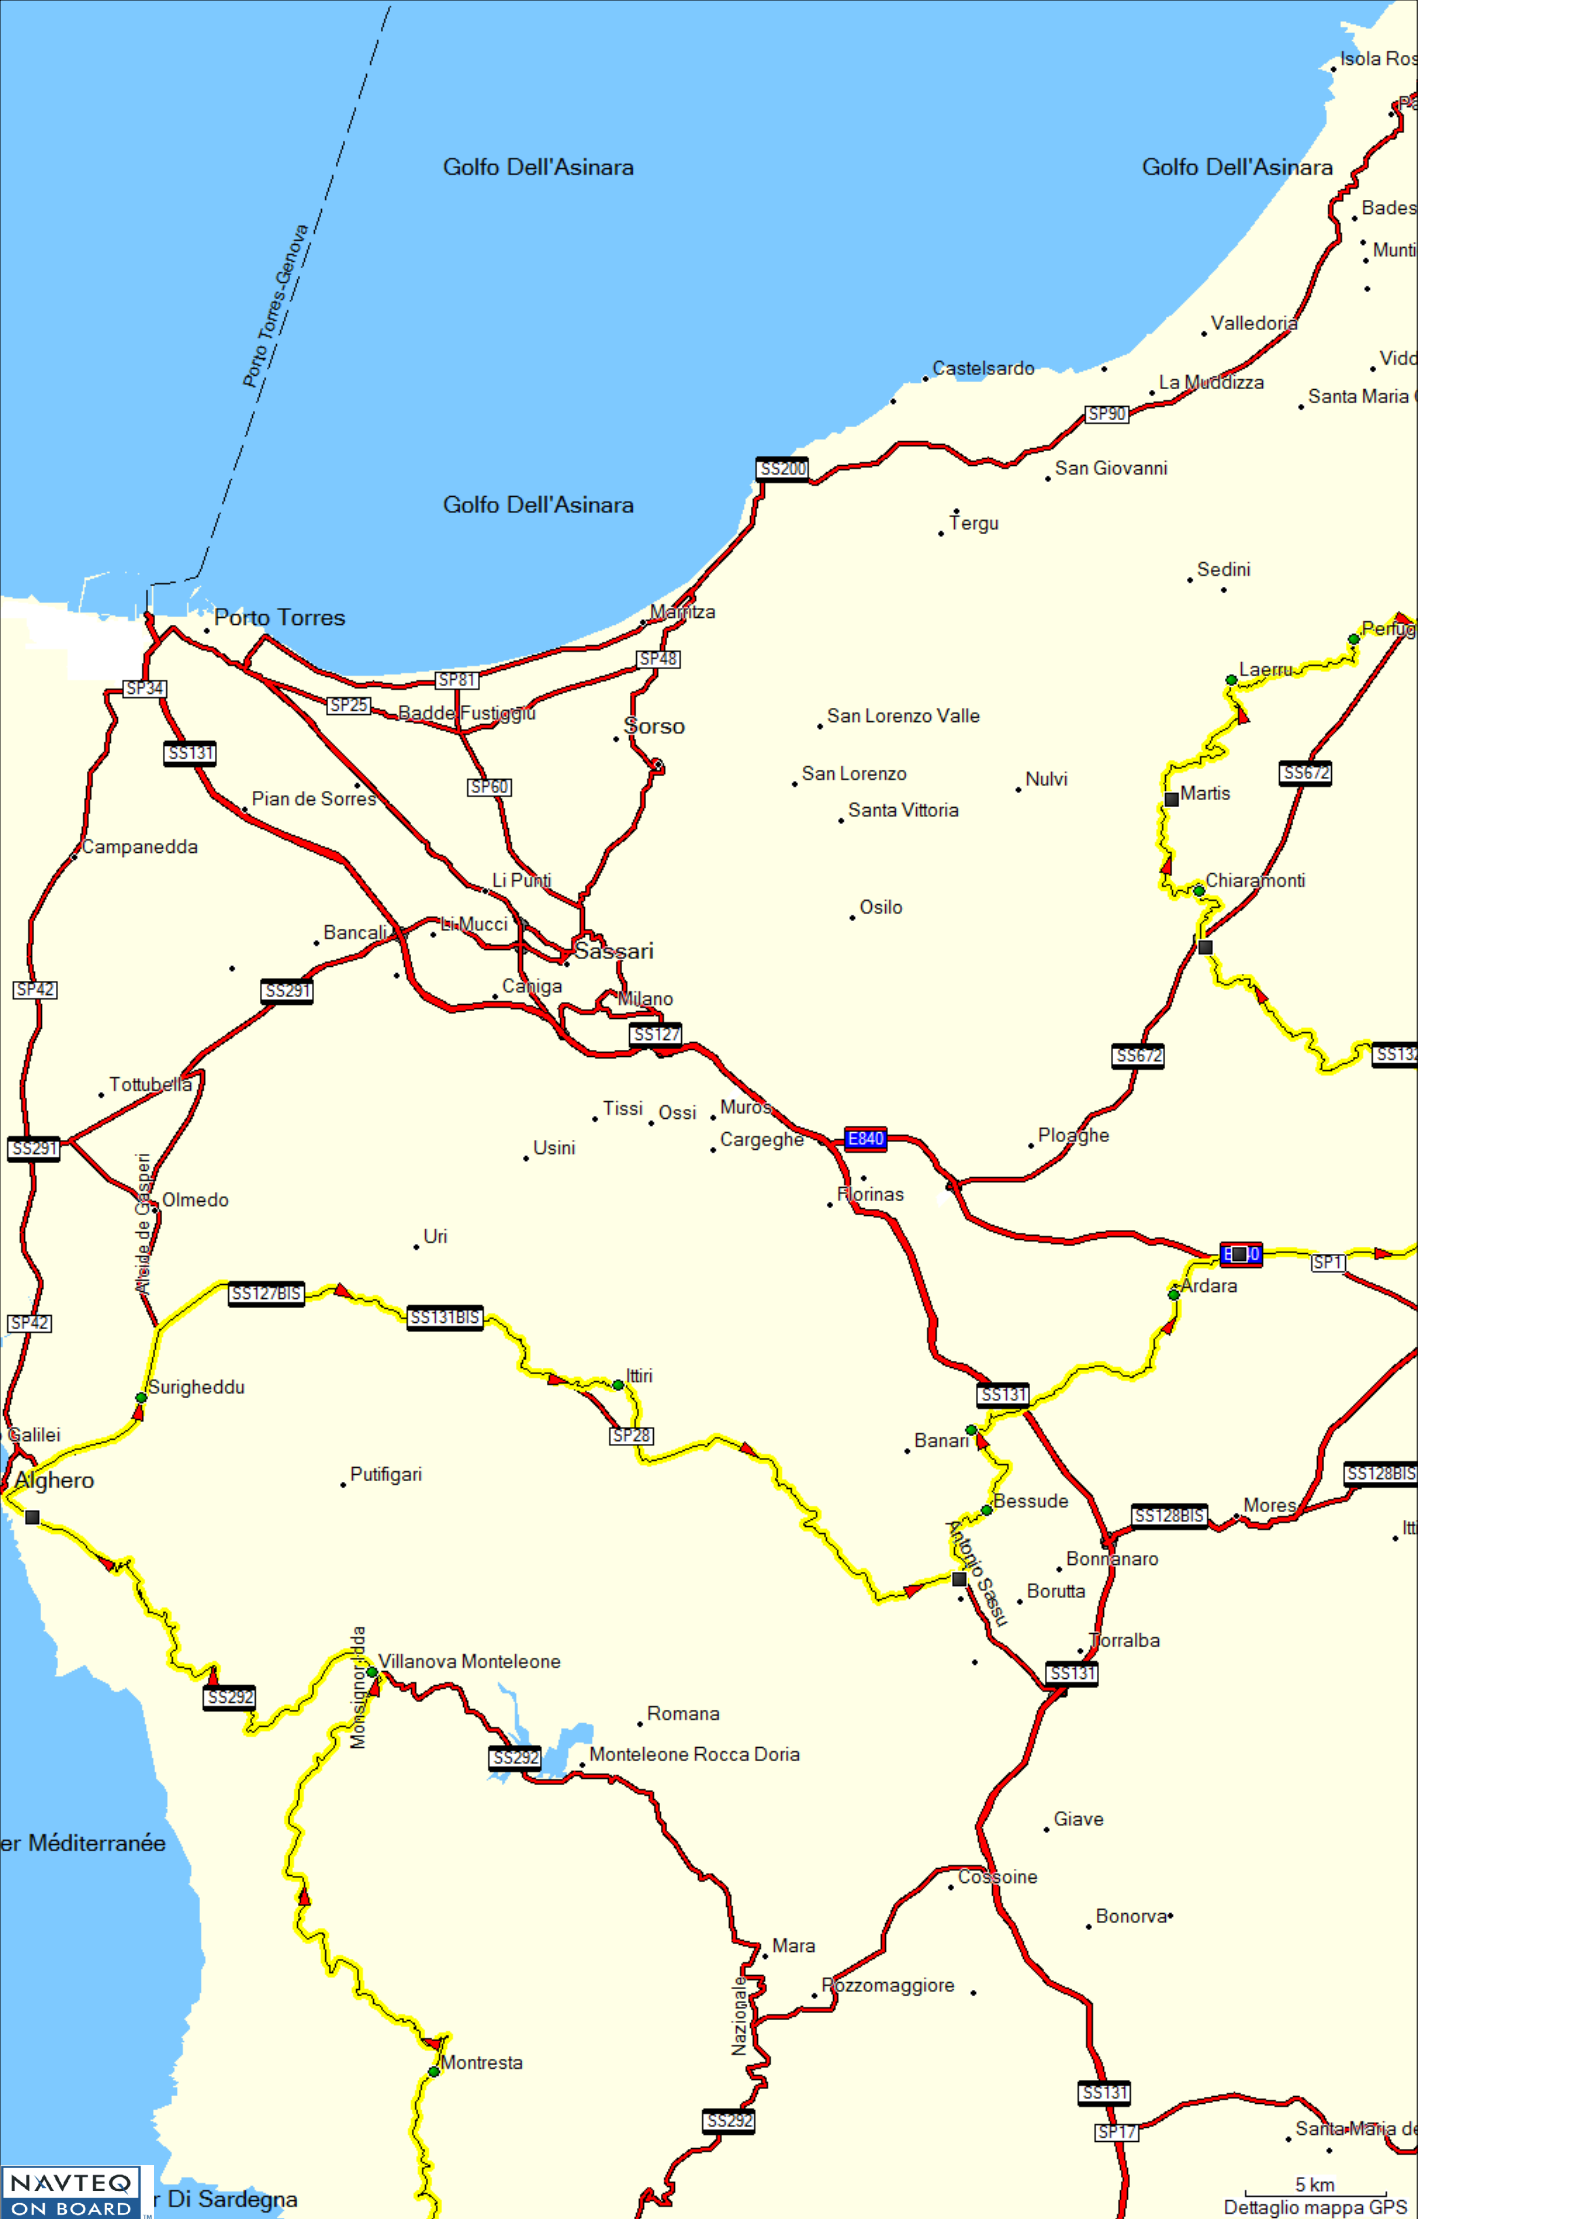 Isola Ros
Pa
Golfo Dell'Asinara
Golfo Dell'Asinara
Bades
Munti
Porto Torres-Genova
Valledoria
Vidd
Castelsardo
La Muddizza
Santa Maria
SP90
SS200
San Giovanni
Golfo Dell'Asinara
Tergu
Sedini
Porto Torres
Marritza
Perfug
SP48
Laerru
SP81
SP34
SP25
Badde Fustiggiu
San Lorenzo Valle
Sorso
SS131
SS672
San Lorenzo
Nulvi
SP60
Martis
Pian de Sorres
Santa Vittoria
Campanedda
Li Punti
Chiaramonti
Osilo
Li Mucci
Bancali
Sassari
SP42
SS291
Caniga
Milano
SS127
SS672
SS132
Tottubella
Tissi
Ossi
Muros
Ploaghe
SS291
Usini
Cargeghe
E840
Alcide de Gasperi
Olmedo
Florinas
Uri
SP1
Ardara
SS127BIS
SP42
SS131BIS
Ittiri
Surigheddu
SS131
Galilei
SP28
Banari
Alghero
Putifigari
SS128BIS
Bessude
Mores
SS128BIS
Itti
Antonio Sassu
Bonnanaro
Borutta
Torralba
Monsignor Idda
Villanova Monteleone
SS131
SS292
Romana
SS292
Monteleone Rocca Doria
Giave
er Méditerranée
Cossoine
Bonorva
Mara
Nazionale
Pozzomaggiore
Montresta
SS131
SS292
SP17
Santa Maria de
NAVTEQ
ON BOARD
r Di Sardegna
5 km
Dettaglio mappa GPS